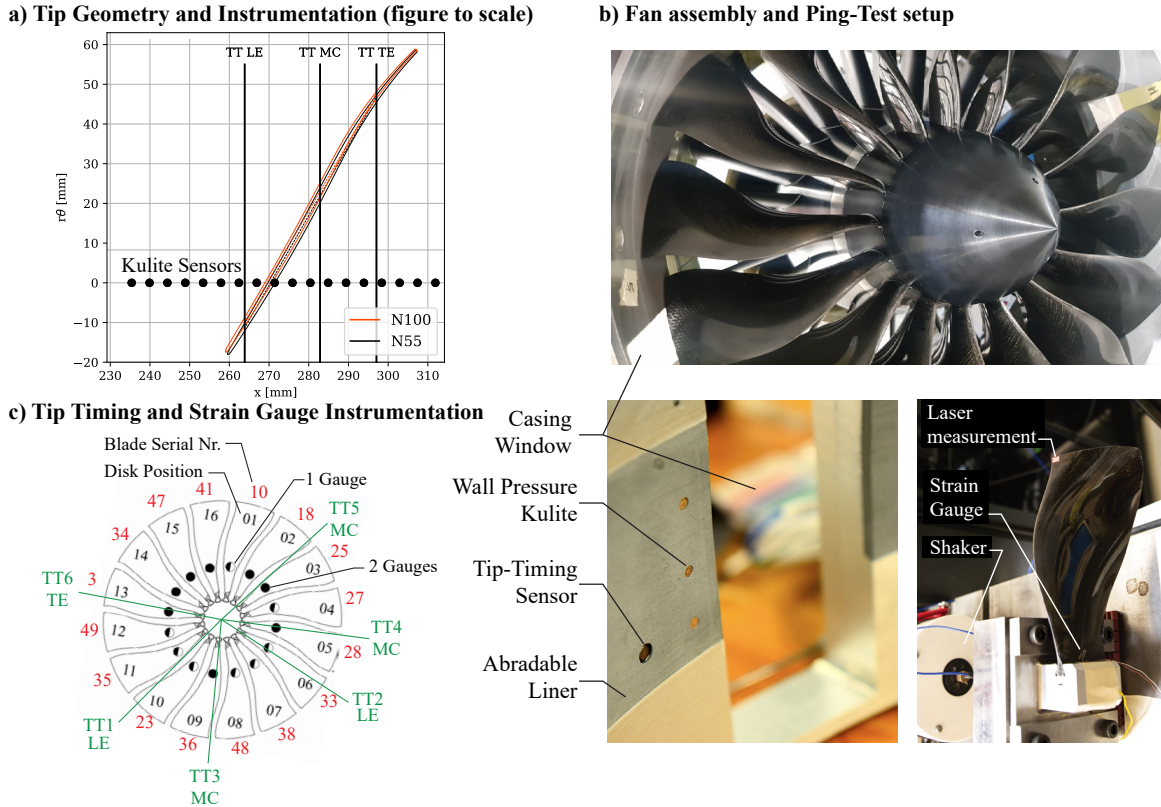 a) Tip Geometry and Instrumentation (figure to scale)
60
50
40
30
20
10
0
−10
−20
rθ [mm]
TT LE
TT MC
TT TE
Kulite Sensors
N100
N55
230
240
250
260
270
280
290
300
310
x [mm]
b) Fan assembly and Ping-Test setup
Casing
Window
Wall Pressure
Kulite
Tip-Timing
Sensor
Abradable
Liner
Laser
measurement
Strain
Gauge
Shaker
c) Tip Timing and Strain Gauge Instrumentation
Blade Serial Nr.
Disk Position
1 Gauge
2 Gauges
TT5
MC
TT4
MC
TT2
LE
TT3
MC
TT1
LE
TT6
TE
10
18
25
27
28
33
38
48
36
23
35
49
3
34
47
41
01
02
03
04
05
06
07
08
09
10
11
12
13
14
15
16